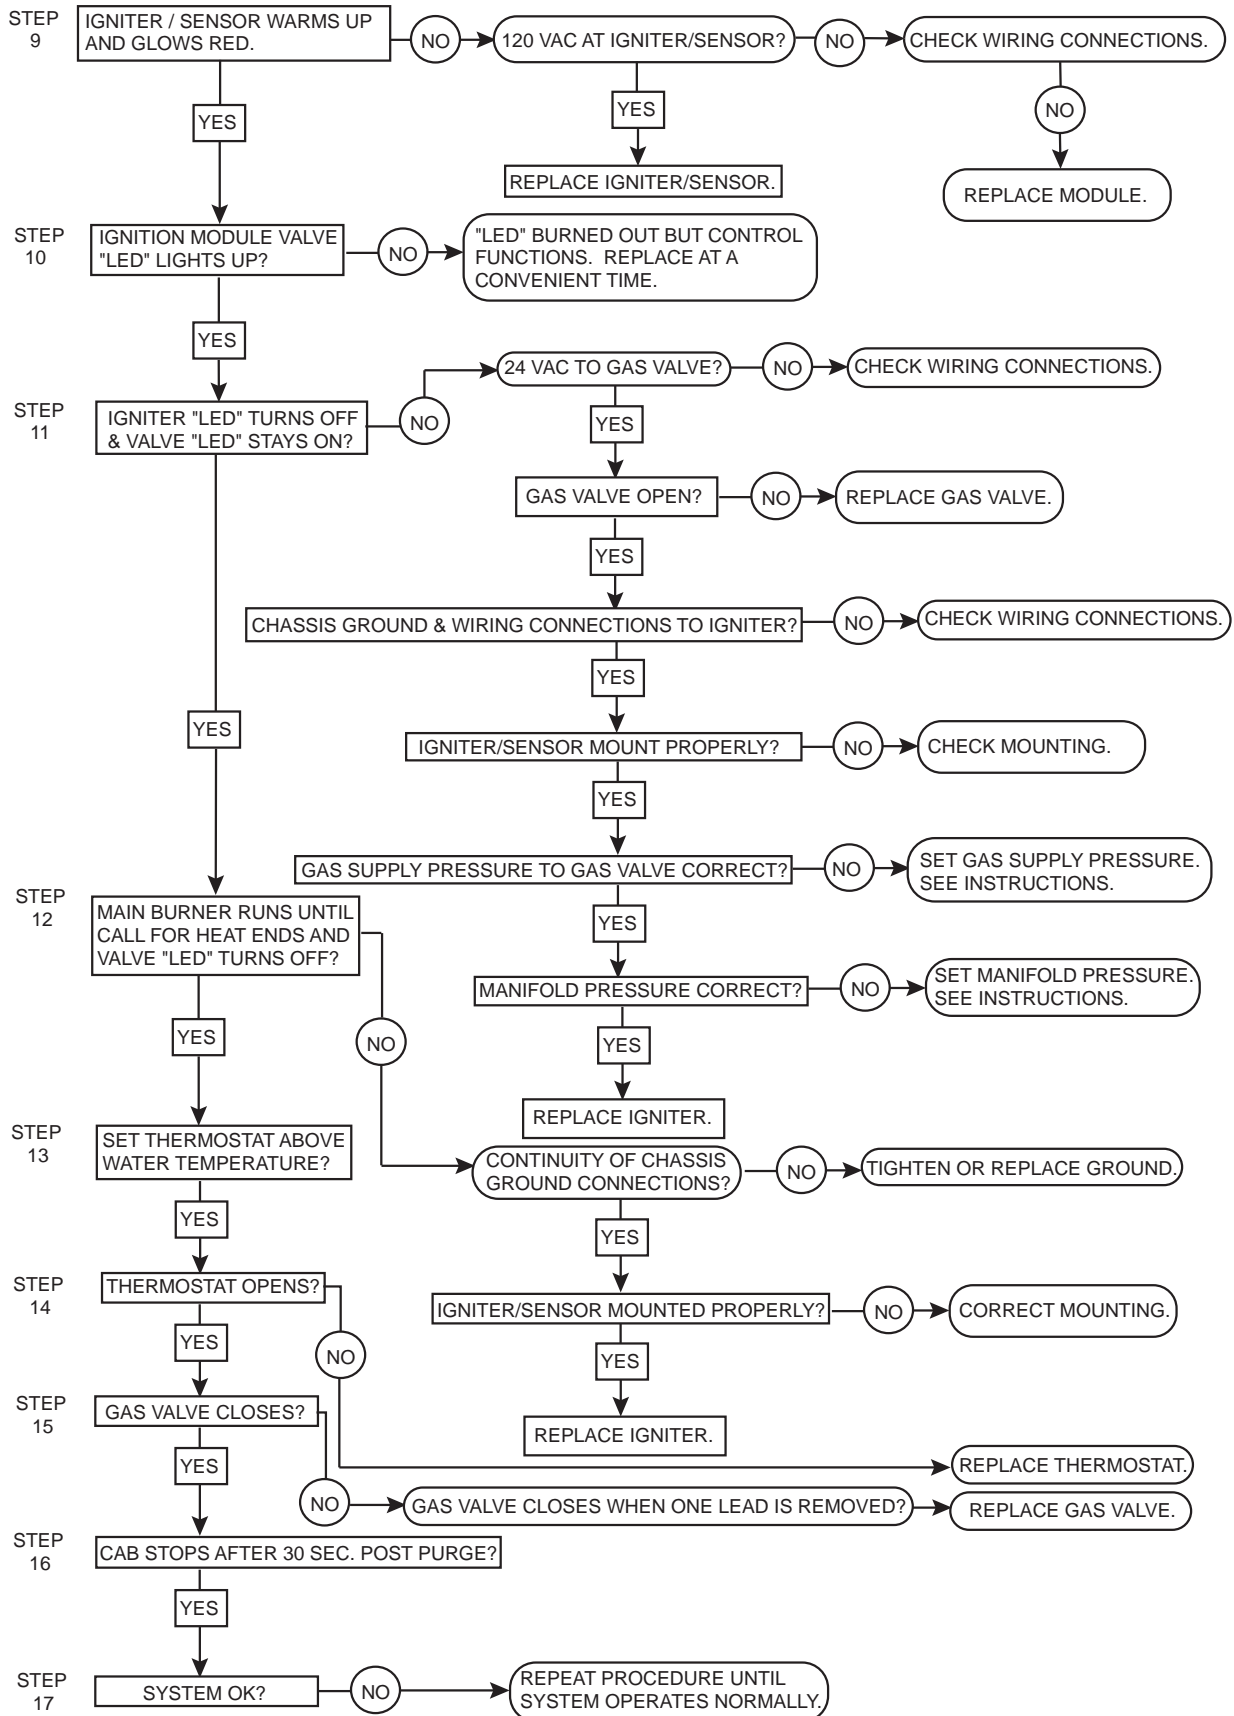 STEP
9
IGNITER / SENSOR WARMS UP
AND GLOWS RED.
NO
120 VAC AT IGNITER/SENSOR?
NO
CHECK WIRING CONNECTIONS.
YES
YES
NO
REPLACE IGNITER/SENSOR.
REPLACE MODULE.
STEP
10
IGNITION MODULE VALVE
"LED" LIGHTS UP?
NO
"LED" BURNED OUT BUT CONTROL
FUNCTIONS. REPLACE AT A
CONVENIENT TIME.
YES
24 VAC TO GAS VALVE?
NO
CHECK WIRING CONNECTIONS.
STEP
11
IGNITER "LED" TURNS OFF
& VALVE "LED" STAYS ON?
NO
YES
GAS VALVE OPEN?
NO
REPLACE GAS VALVE.
YES
CHASSIS GROUND & WIRING CONNECTIONS TO IGNITER?
NO
CHECK WIRING CONNECTIONS.
YES
YES
IGNITER/SENSOR MOUNT PROPERLY?
NO
CHECK MOUNTING.
YES
GAS SUPPLY PRESSURE TO GAS VALVE CORRECT?
NO
SET GAS SUPPLY PRESSURE.
SEE INSTRUCTIONS.
STEP
12
MAIN BURNER RUNS UNTIL
CALL FOR HEAT ENDS AND
VALVE "LED" TURNS OFF?
YES
MANIFOLD PRESSURE CORRECT?
NO
SET MANIFOLD PRESSURE.
SEE INSTRUCTIONS.
YES
NO
YES
REPLACE IGNITER.
STEP
13
SET THERMOSTAT ABOVE
WATER TEMPERATURE?
CONTINUITY OF CHASSIS
GROUND CONNECTIONS?
NO
TIGHTEN OR REPLACE GROUND.
YES
YES
STEP
14
THERMOSTAT OPENS?
IGNITER/SENSOR MOUNTED PROPERLY?
NO
CORRECT MOUNTING.
YES
NO
YES
STEP
15
GAS VALVE CLOSES?
REPLACE IGNITER.
YES
REPLACE THERMOSTAT.
NO
GAS VALVE CLOSES WHEN ONE LEAD IS REMOVED?
REPLACE GAS VALVE.
STEP
16
CAB STOPS AFTER 30 SEC. POST PURGE?
YES
STEP
17
SYSTEM OK?
NO
REPEAT PROCEDURE UNTIL
SYSTEM OPERATES NORMALLY.